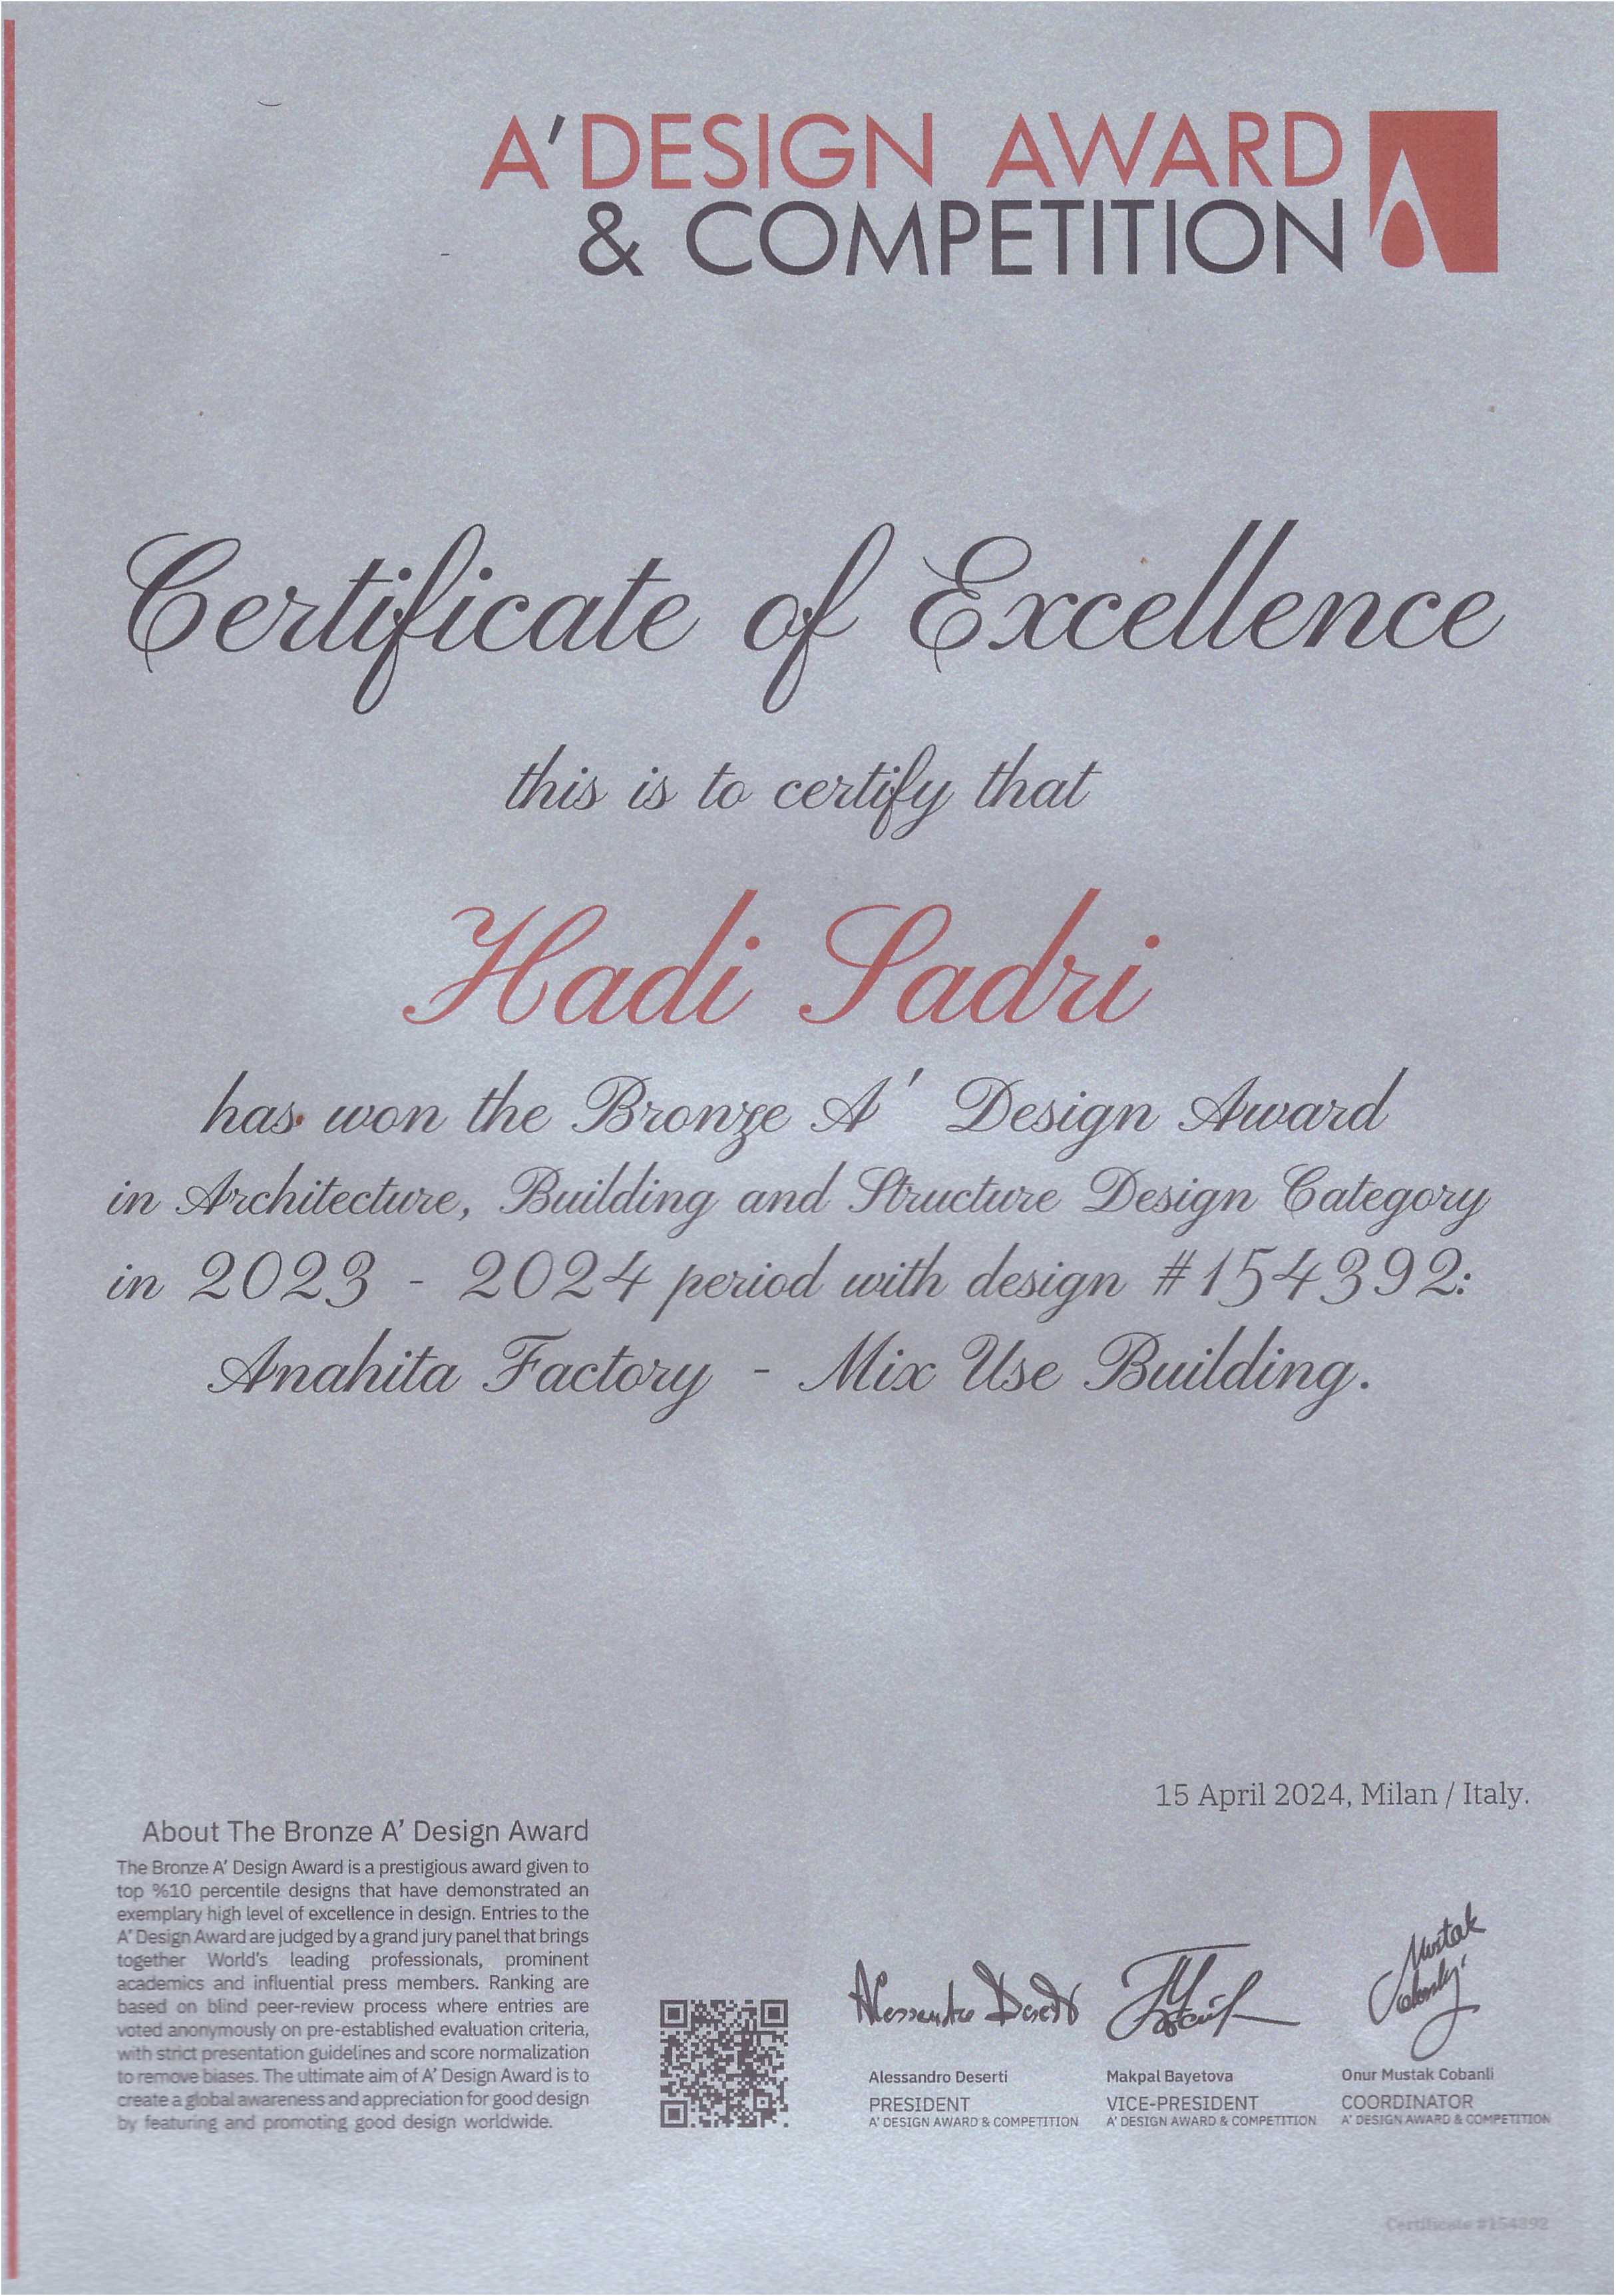 A' DESIGN AWARD
& COMPETITION
Certificate of Excellence
this is to certify that
Hadi Sadri
has won the Bronze A' Design Award
in Architecture, Building and Structure Design Category
in 2023 - 2024 period with design #154392:
Anahita Factory - Mix Use Building.
15 April 2024, Milan / Italy.
About The Bronze A' Design Award
The Bronze A' Design Award is a prestigious award given to
top %10 percentile designs that have demonstrated an
exemplary high level of excellence in design. Entries to the
A' Design Award are judged by a grand jury panel that brings
together World's leading professionals, prominent
academics and influential press members. Ranking are
based on blind peer-review process where entries are
voted anonymously on pre-established evaluation criteria,
with strict presentation guidelines and score normalization
to remove biases. The ultimate aim of A' Design Award is to
create a global awareness and appreciation for good design
by featuring and promoting good design worldwide.
Alessandro Deserti
PRESIDENT
A' DESIGN AWARD & COMPETITION
Makpal Bayetova
VICE-PRESIDENT
A' DESIGN AWARD & COMPETITION
Mustak
Cobanli
Onur Mustak Cobanli
COORDINATOR
A' DESIGN AWARD & COMPETITION
Certificate #154392